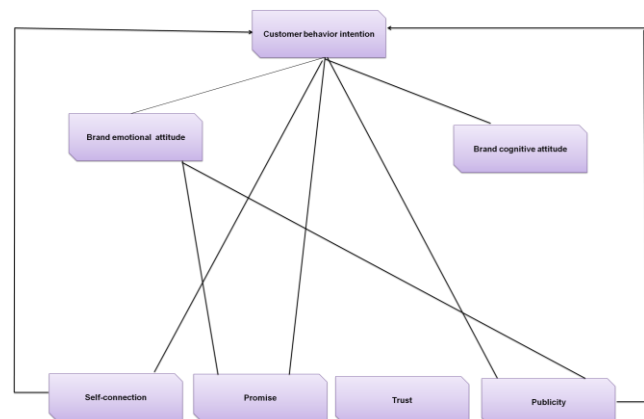 Customer behavior intention
Brand emotional attitude
Brand cognitive attitude
Self-connection
Promise
Trust
Publicity